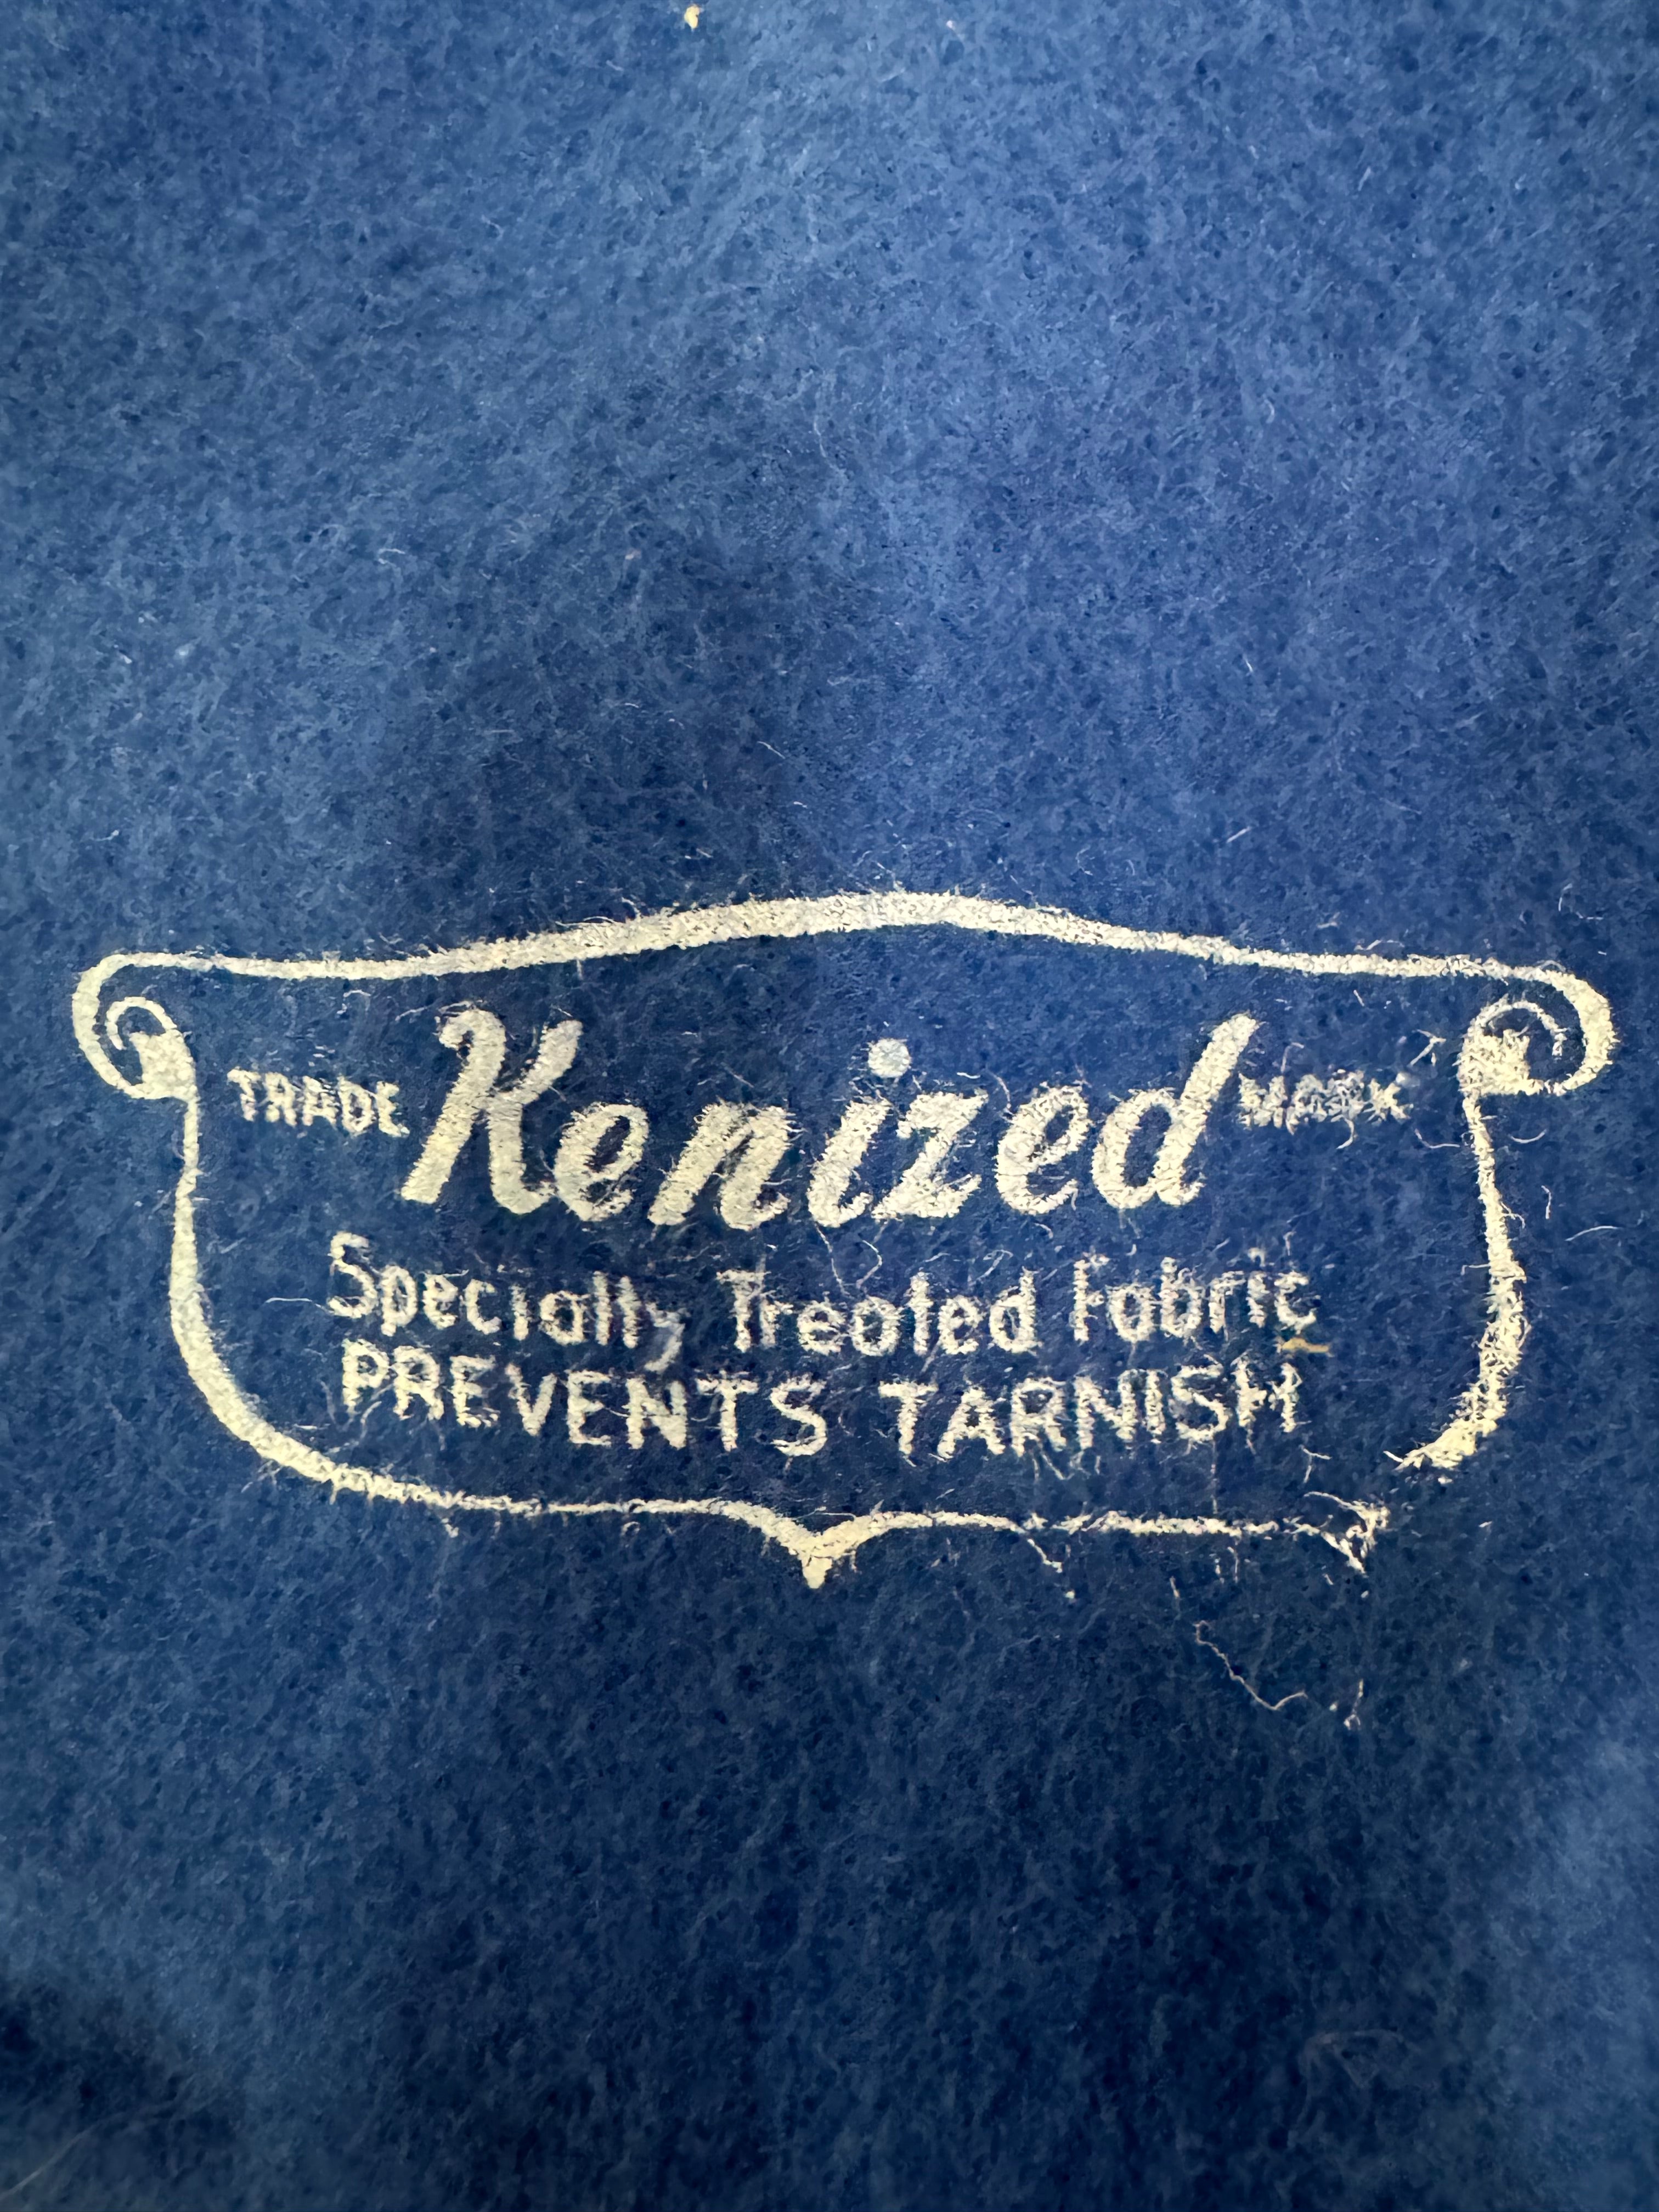 TRADE Kenized MARK
Specially Treated Fabric
PREVENTS TARNISH